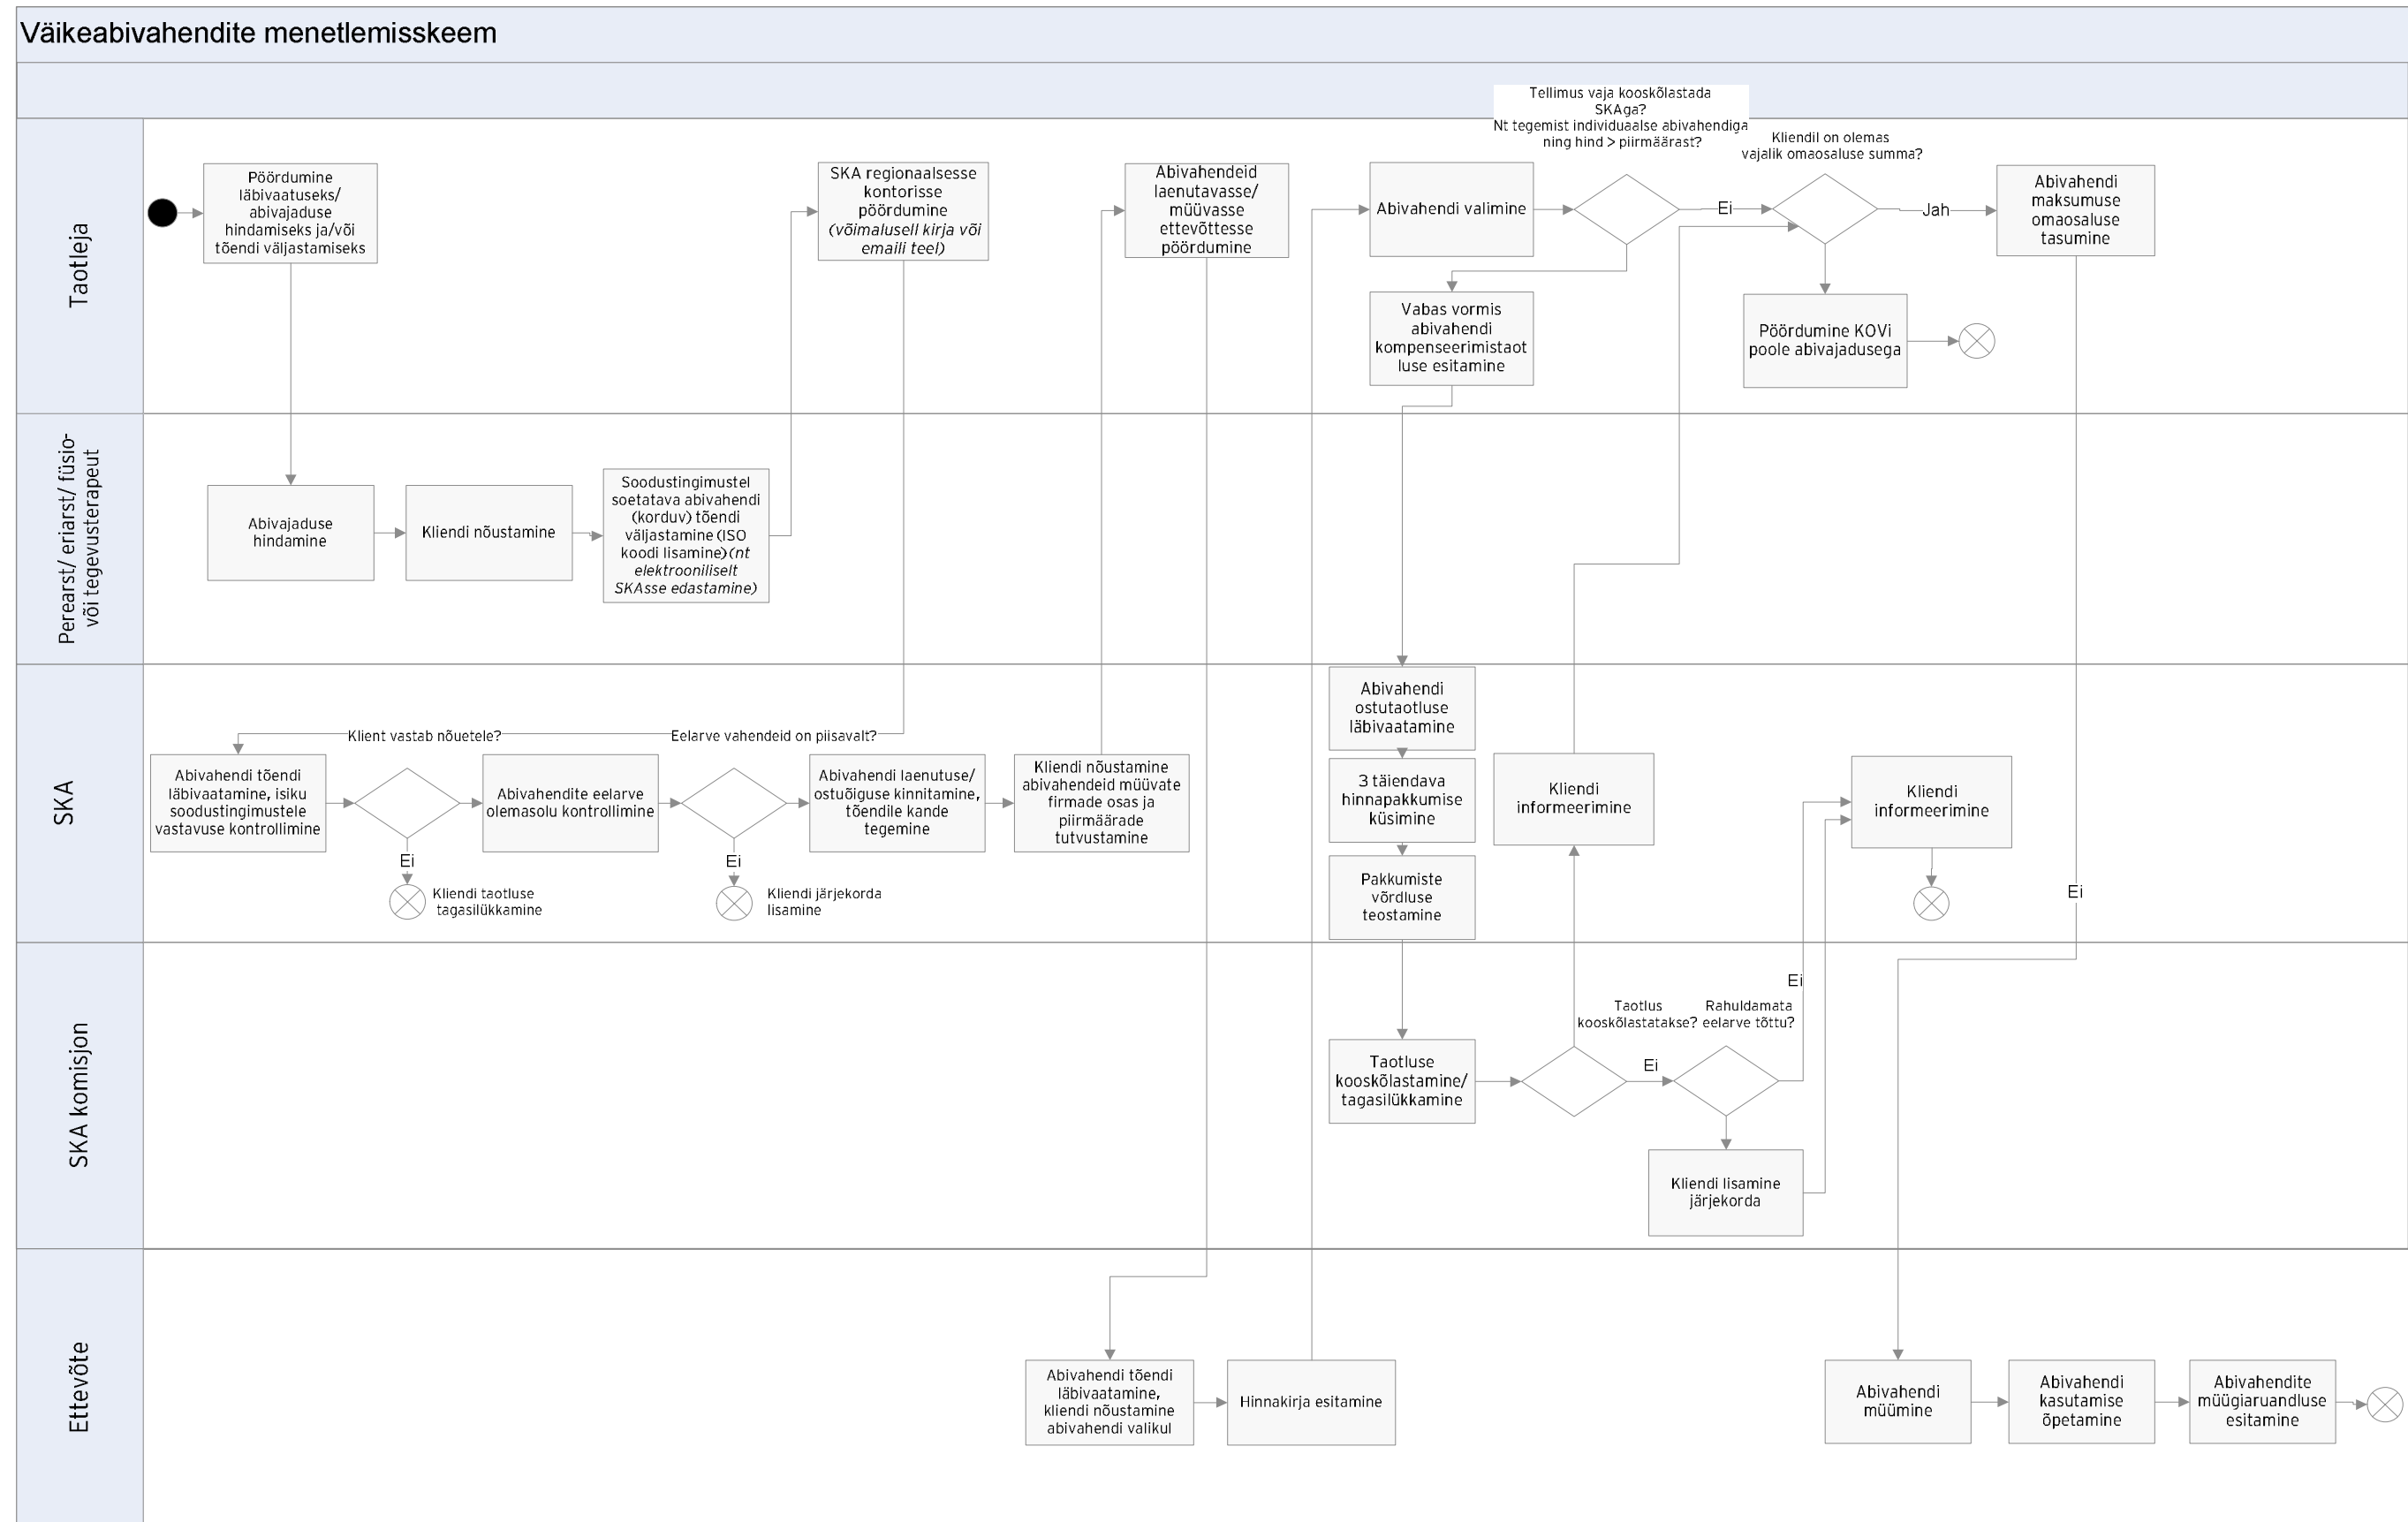 Väikeabivahendite menetlemisskeem
Taotleja
Pöördumine
läbivaatuseks/
abivajaduse
hindamiseks ja/või
tõendi väljastamiseks
SKA regionaalsesse
kontorisse
pöördumine
(võimalusell kirja või
emaili teel)
Abivahendeid
laenutavasse/
müüvasse
ettevõttesse
pöördumine
Abivahendi valimine
Tellimus vaja kooskõlastada
SKAga?
Nt tegemist individuaalse abivahendiga
ning hind > piirmäärast?
Ei
Kliendil on olemas
vajalik omaosaluse summa?
Jah
Abivahendi
maksumuse
omaosaluse
tasumine
Vabas vormis
abivahendi
kompenseerimistaot
luse esitamine
Pöördumine KOVi
poole abivajadusega
Perearst/ eriarst/ füsio-
või tegevusterapeut
Abivajaduse
hindamine
Kliendi nõustamine
Soodustingimustel
soetatava abivahendi
(korduv) tõendi
väljastamine (ISO
koodi lisamine)(nt
elektrooniliselt
SKAsse edastamine)
SKA
Abivahendi tõendi
läbivaatamine, isiku
soodustingimustele
vastavuse kontrollimine
Klient vastab nõuetele?
Ei
Kliendi taotluse
tagasilükkamine
Abivahendite eelarve
olemasolu kontrollimine
Eelarve vahendeid on piisavalt?
Ei
Kliendi järjekorda
lisamine
Abivahendi laenutuse/
ostuõiguse kinnitamine,
tõendile kande
tegemine
Kliendi nõustamine
abivahendeid müüvate
firmade osas ja
piirmäärade
tutvustamine
Abivahendi
ostutaotluse
läbivaatamine
3 täiendava
hinnapakkumise
küsimine
Pakkumiste
võrdluse
teostamine
Kliendi
informeerimine
Kliendi
informeerimine
Ei
SKA komisjon
Taotluse
kooskõlastamine/
tagasilükkamine
Taotlus
kooskõlastatakse?
Ei
Rahuldamata
eelarve tõttu?
Ei
Kliendi lisamine
järjekorda
Ettevõte
Abivahendi tõendi
läbivaatamine,
kliendi nõustamine
abivahendi valikul
Hinnakirja esitamine
Abivahendi
müümine
Abivahendi
kasutamise
õpetamine
Abivahendite
müügiaruandluse
esitamine